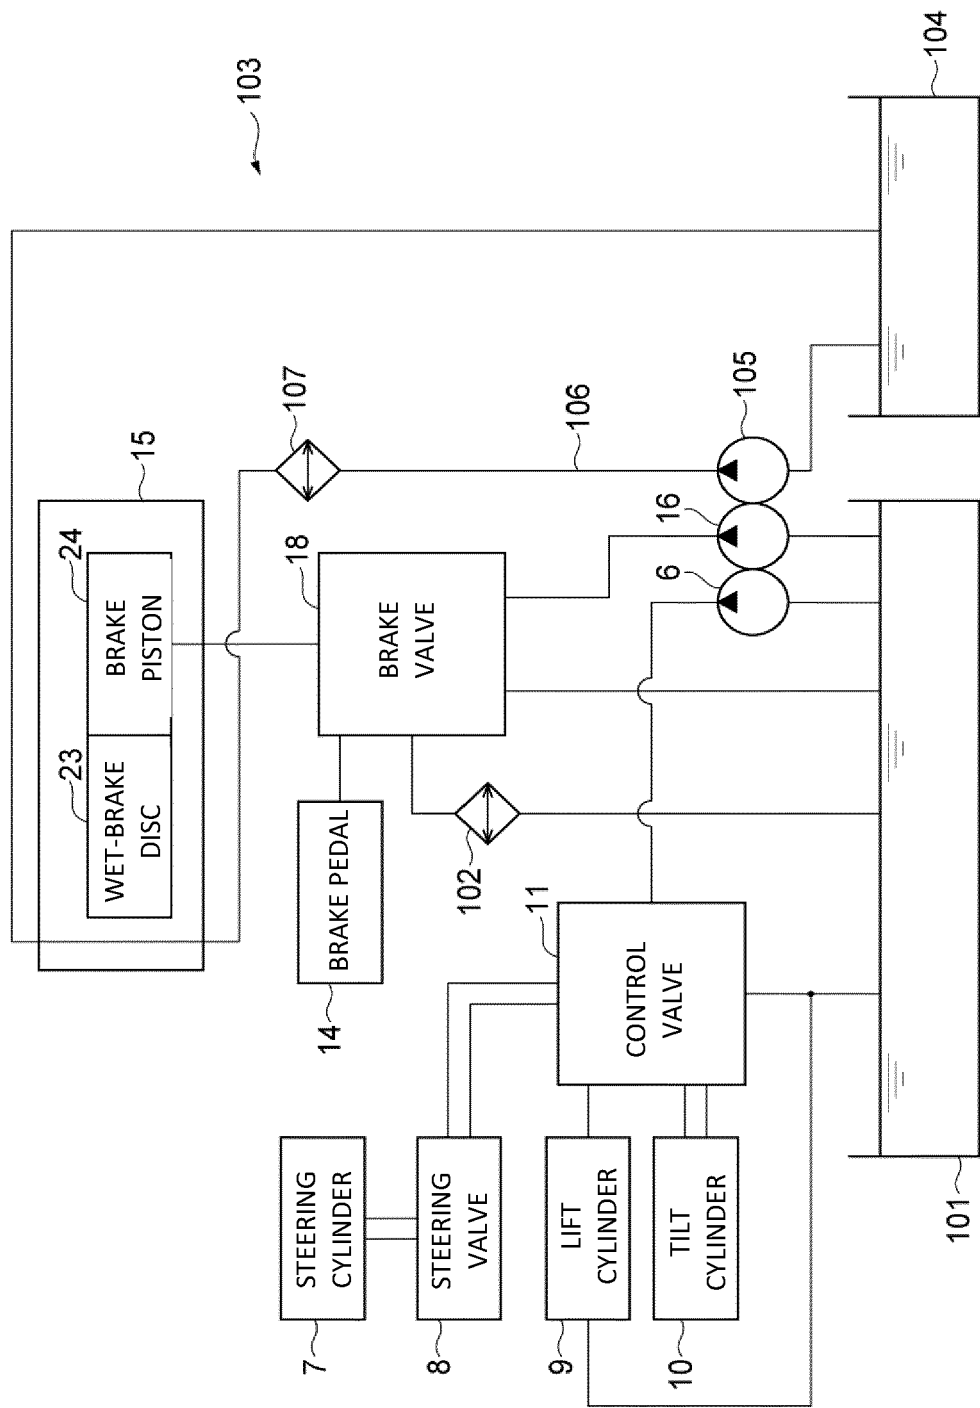 103
104
15
107
106
105
24
BRAKE
PISTON
18
BRAKE
VALVE
16
6
23
WET-BRAKE
DISC
BRAKE PEDAL
14
102
11
CONTROL
VALVE
STEERING
CYLINDER
7
STEERING
VALVE
8
LIFT
CYLINDER
9
TILT
CYLINDER
10
101